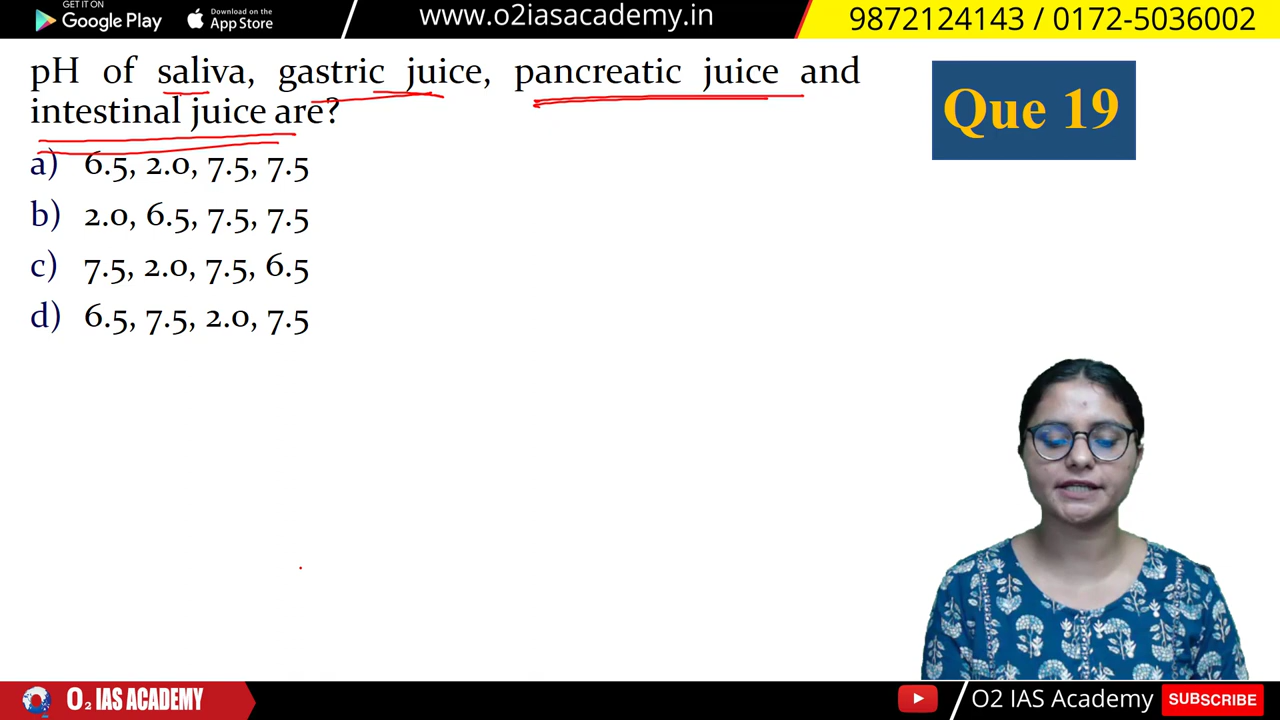 GET IT ON
Google Play
Download on the
App Store
www.o2iasacademy.in
9872124143 / 0172-5036002
pH of saliva, gastric juice, pancreatic juice and
intestinal juice are?
Que 19
a) 6.5, 2.0, 7.5, 7.5
b) 2.0, 6.5, 7.5, 7.5
c) 7.5, 2.0, 7.5, 6.5
d) 6.5, 7.5, 2.0, 7.5
O2 IAS ACADEMY
O2 IAS Academy
SUBSCRIBE